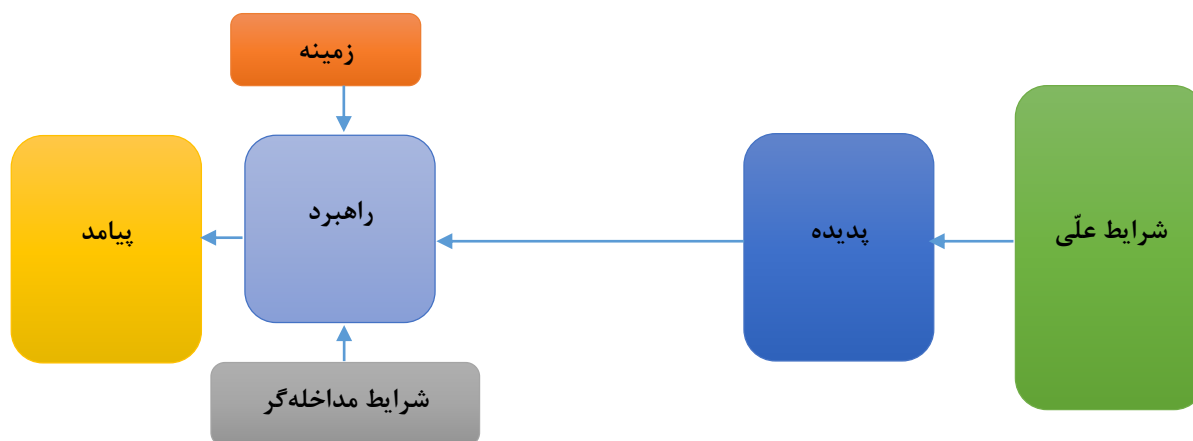 زمینه
شرایط علّی
پدیده
راهبرد
پیامد
شرایط مداخله‌گر